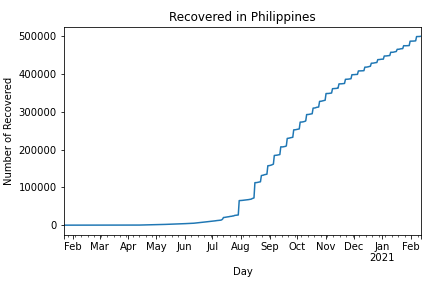 Recovered in Philippines
Number of Recovered
500000
400000
300000
200000
100000
0
Feb Mar Apr May Jun Jul Aug Sep Oct Nov Dec Jan Feb
2021
Day